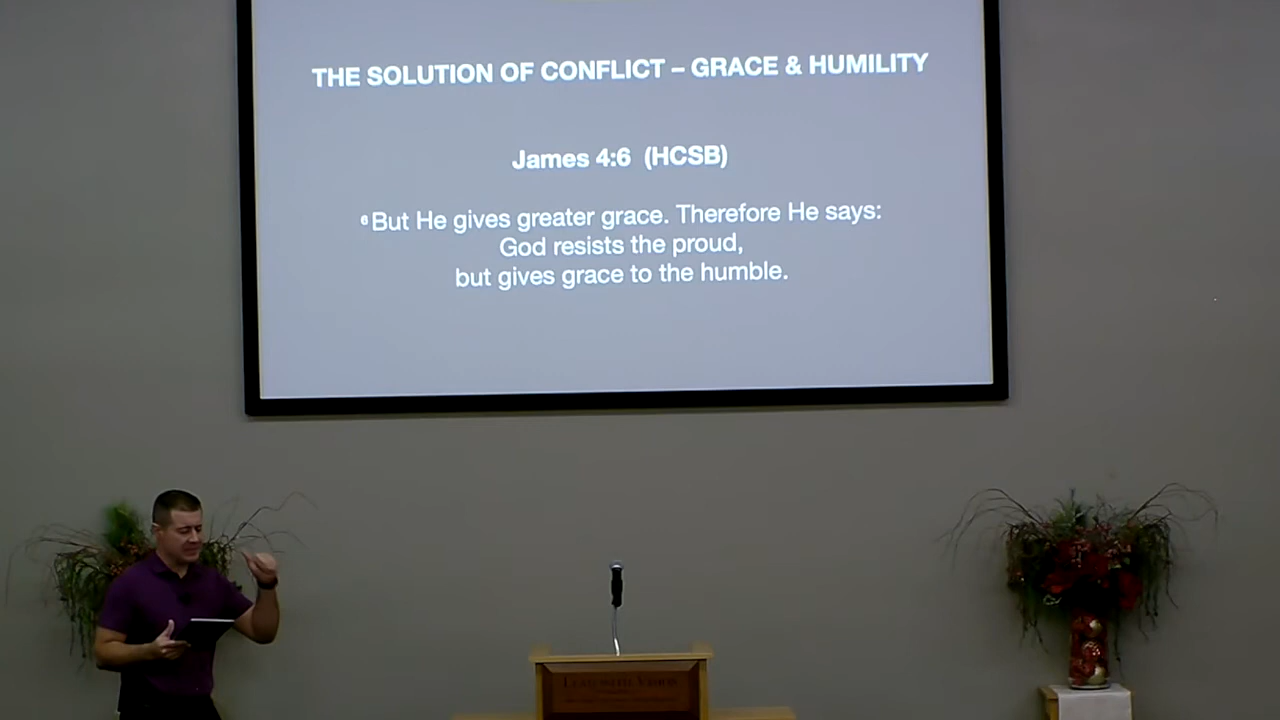 THE SOLUTION OF CONFLICT – GRACE & HUMILITY
James 4:6 (HCSB)
6 But He gives greater grace. Therefore He says:
God resists the proud,
but gives grace to the humble.